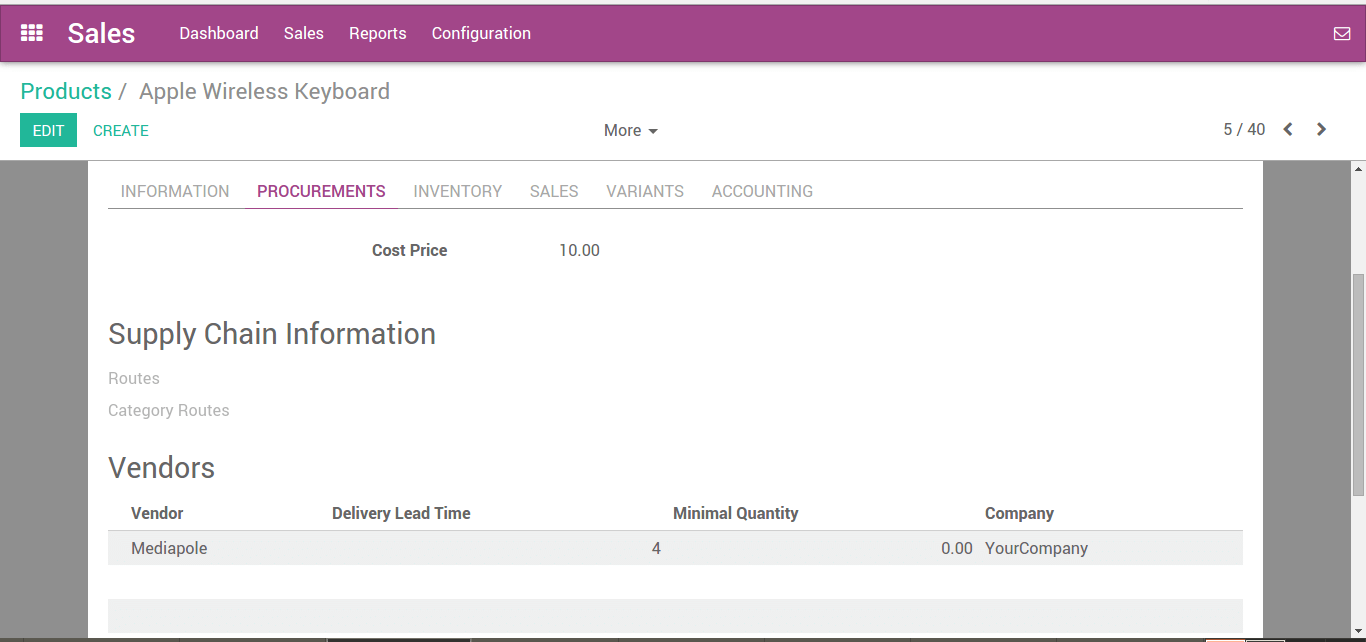 Sales Dashboard Sales Reports Configuration
Products / Apple Wireless Keyboard
EDIT CREATE More 5 / 40
INFORMATION PROCUREMENTS INVENTORY SALES VARIANTS ACCOUNTING
Cost Price 10.00
Supply Chain Information
Routes
Category Routes
Vendors
Vendor Delivery Lead Time Minimal Quantity Company
Mediapole 4 0.00 YourCompany